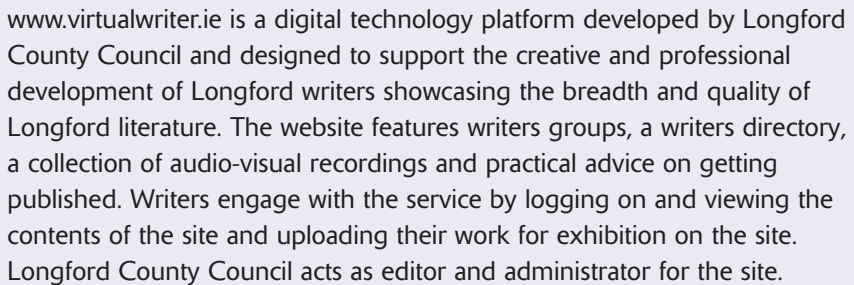 www.virtualwriter.ie is a digital technology platform developed by Longford
County Council and designed to support the creative and professional
development of Longford writers showcasing the breadth and quality of
Longford literature. The website features writers groups, a writers directory,
a collection of audio-visual recordings and practical advice on getting
published. Writers engage with the service by logging on and viewing the
contents of the site and uploading their work for exhibition on the site.
Longford County Council acts as editor and administrator for the site.